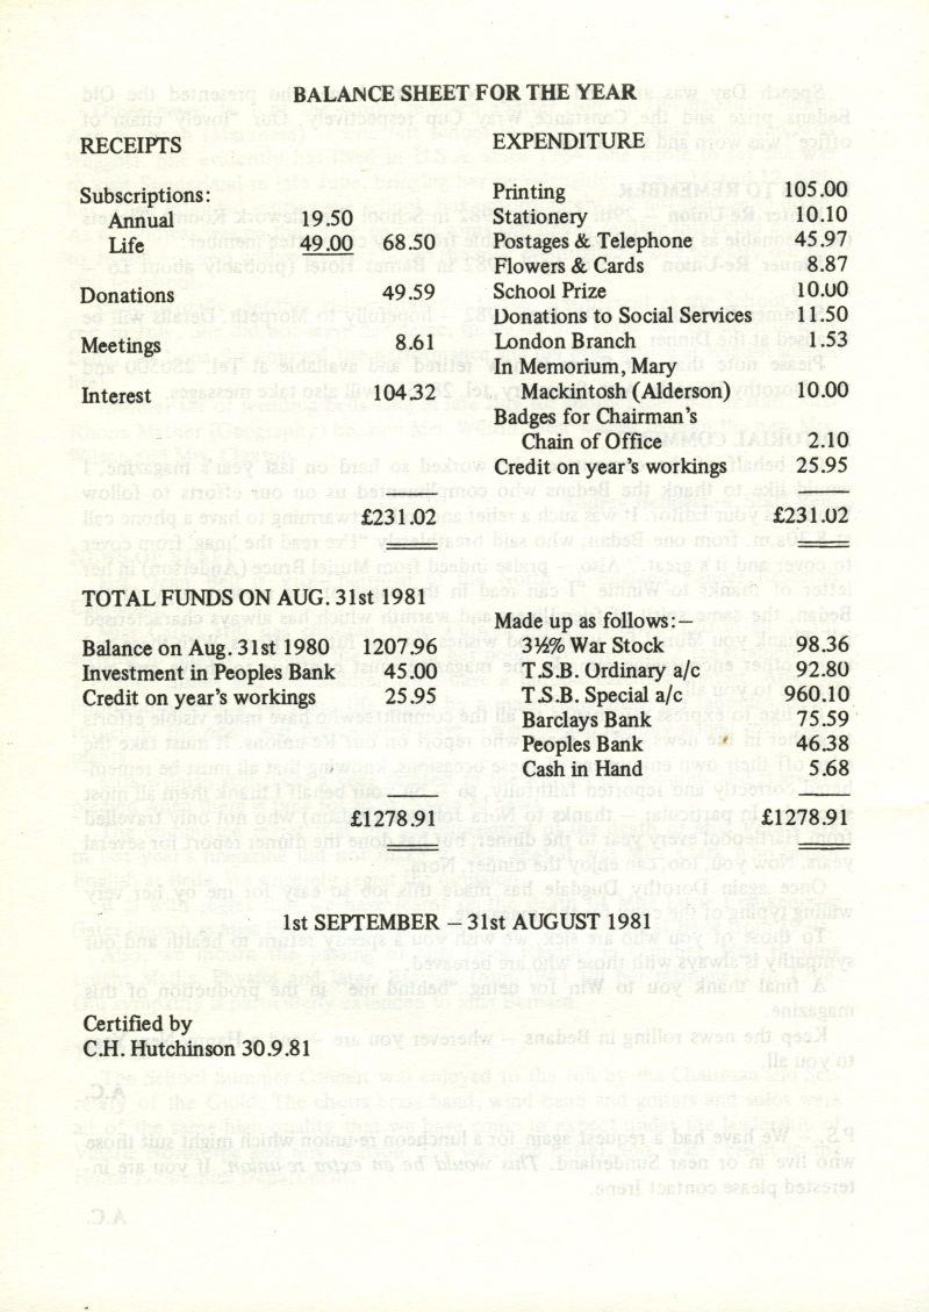 BALANCE SHEET FOR THE YEAR
RECEIPTS
Subscriptions:
Annual 19.50
Life 49.00 68.50
Donations 49.59
Meetings 8.61
Interest 104.32
£231.02
EXPENDITURE
Printing 105.00
Stationery 10.10
Postages & Telephone 45.97
Flowers & Cards 8.87
School Prize 10.00
Donations to Social Services 11.50
London Branch 1.53
In Memorium, Mary
Mackintosh (Alderson) 10.00
Badges for Chairman's
Chain of Office 2.10
Credit on year's workings 25.95
£231.02
TOTAL FUNDS ON AUG. 31st 1981
Balance on Aug. 31st 1980 1207.96
Investment in Peoples Bank 45.00
Credit on year's workings 25.95
£1278.91
Made up as follows:—
3½% War Stock 98.36
T.S.B. Ordinary a/c 92.80
T.S.B. Special a/c 960.10
Barclays Bank 75.59
Peoples Bank 46.38
Cash in Hand 5.68
£1278.91
1st SEPTEMBER – 31st AUGUST 1981
Certified by
C.H. Hutchinson 30.9.81